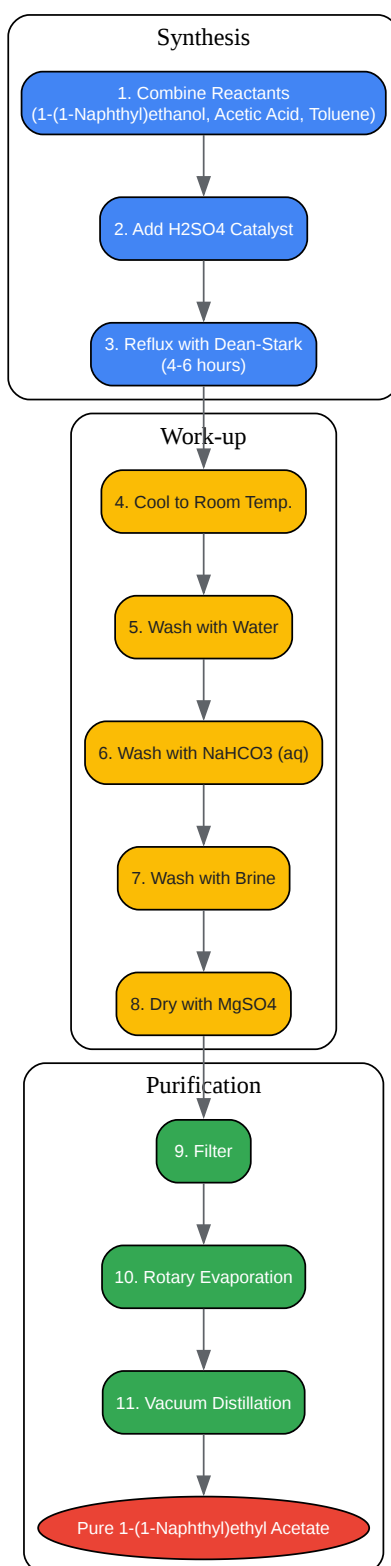 Synthesis
1. Combine Reactants
(1-(1-Naphthyl)ethanol, Acetic Acid, Toluene)
2. Add H2SO4 Catalyst
3. Reflux with Dean-Stark
(4-6 hours)
Work-up
4. Cool to Room Temp.
5. Wash with Water
6. Wash with NaHCO3 (aq)
7. Wash with Brine
8. Dry with MgSO4
Purification
9. Filter
10. Rotary Evaporation
11. Vacuum Distillation
Pure 1-(1-Naphthyl)ethyl Acetate